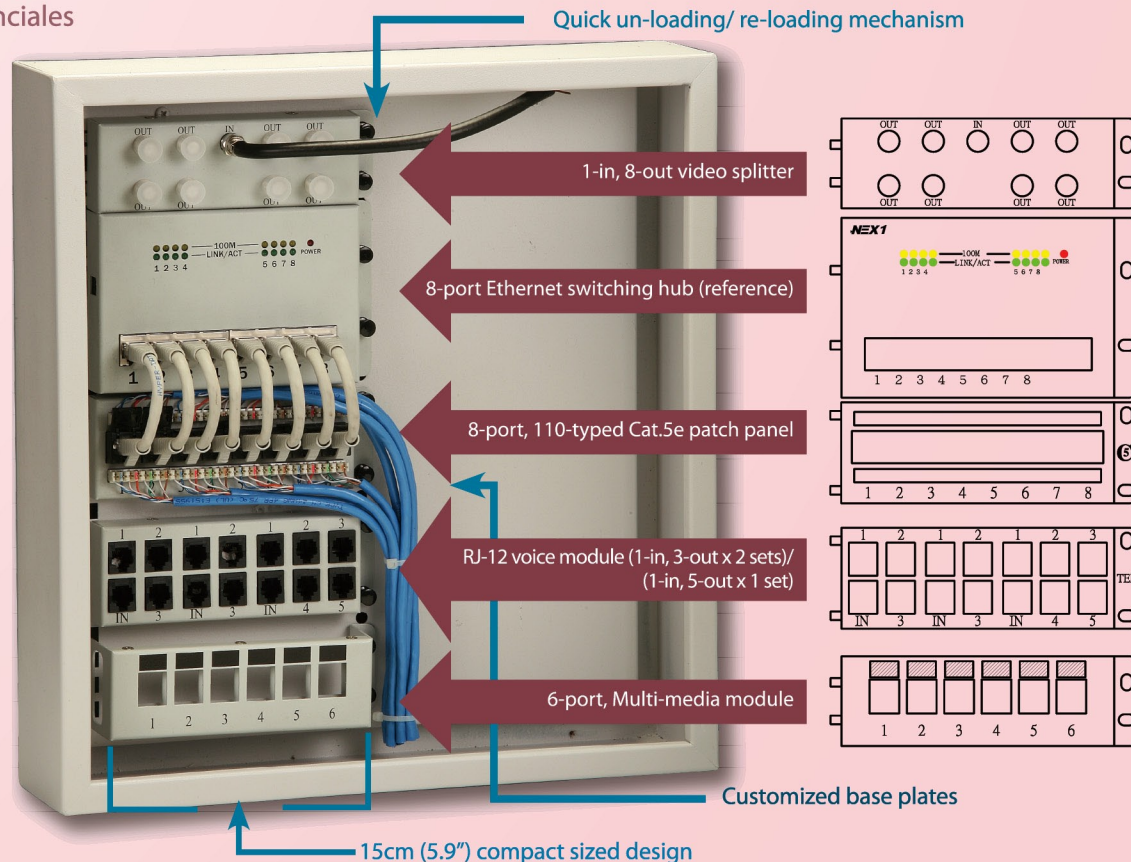 nciales
Quick un-loading/ re-loading mechanism
OUT OUT IN OUT OUT
OUT OUT OUT OUT
1-in, 8-out video splitter
OUT OUT IN OUT OUT
OUT OUT OUT OUT
100M
LINK/ACT
POWER
1 2 3 4 5 6 7 8
8-port Ethernet switching hub (reference)
NEX1
100M
LINK/ACT
POWER
1 2 3 4 5 6 7 8
1 2 3 4 5 6 7 8
8-port, 110-typed Cat.5e patch panel
1 2 3 4 5 6 7 8
1 2 1 2 1 2 3
IN 3 IN 3 IN 4 5
RJ-12 voice module (1-in, 3-out x 2 sets)/
(1-in, 5-out x 1 set)
1 2 1 2 1 2 3
IN 3 IN 3 IN 4 5
1 2 3 4 5 6
6-port, Multi-media module
1 2 3 4 5 6
Customized base plates
15cm (5.9") compact sized design